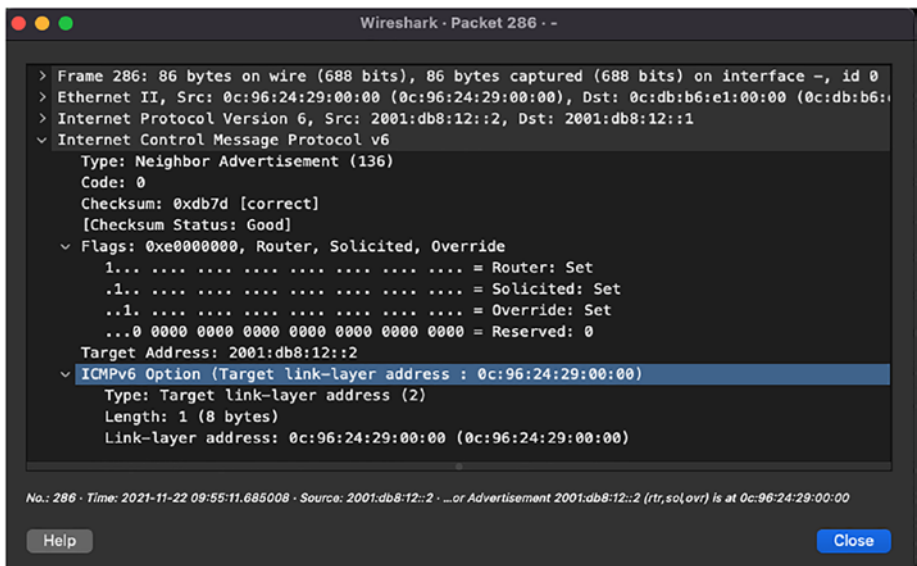 Wireshark · Packet 286 · -
> Frame 286: 86 bytes on wire (688 bits), 86 bytes captured (688 bits) on interface -, id 0
> Ethernet II, Src: 0c:96:24:29:00:00 (0c:96:24:29:00:00), Dst: 0c:db:b6:e1:00:00 (0c:db:b6:
> Internet Protocol Version 6, Src: 2001:db8:12::2, Dst: 2001:db8:12::1
Internet Control Message Protocol v6
Type: Neighbor Advertisement (136)
Code: 0
Checksum: 0xdb7d [correct]
[Checksum Status: Good]
Flags: 0xe0000000, Router, Solicited, Override
1... .... .... .... .... .... .... .... = Router: Set
.1.. .... .... .... .... .... .... .... = Solicited: Set
..1. .... .... .... .... .... .... .... = Override: Set
...0 0000 0000 0000 0000 0000 0000 0000 = Reserved: 0
Target Address: 2001:db8:12::2
ICMPv6 Option (Target link-layer address : 0c:96:24:29:00:00)
Type: Target link-layer address (2)
Length: 1 (8 bytes)
Link-layer address: 0c:96:24:29:00:00 (0c:96:24:29:00:00)
No.: 286 · Time: 2021-11-22 09:55:11.685008 · Source: 2001:db8:12::2 · ...or Advertisement 2001:db8:12::2 (rtr,sol,ovr) is at 0c:96:24:29:00:00
Help Close